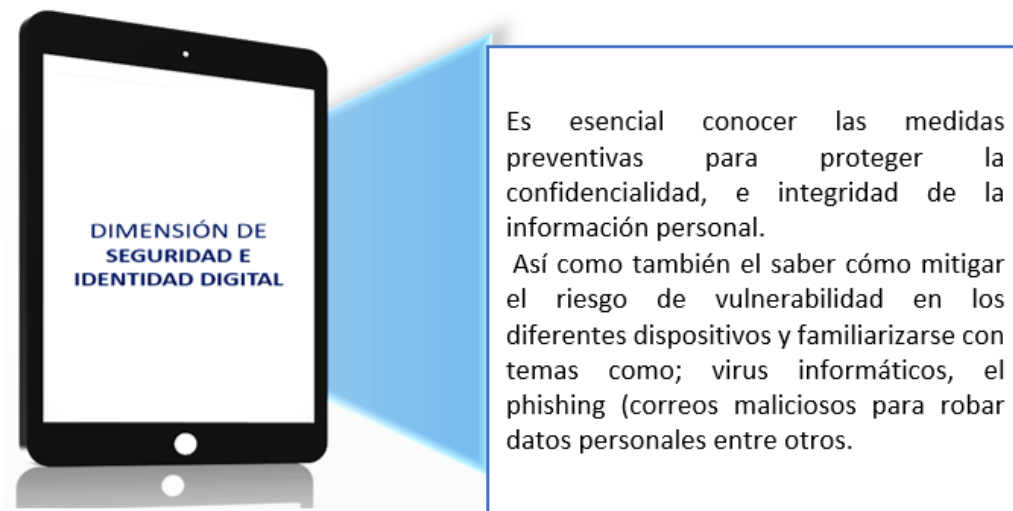 DIMENSIÓN DE
SEGURIDAD E
IDENTIDAD DIGITAL
Es esencial conocer las medidas
preventivas para proteger la
confidencialidad, e integridad de la
información personal.
Así como también el saber cómo mitigar
el riesgo de vulnerabilidad en los
diferentes dispositivos y familiarizarse con
temas como; virus informáticos, el
phishing (correos maliciosos para robar
datos personales entre otros.